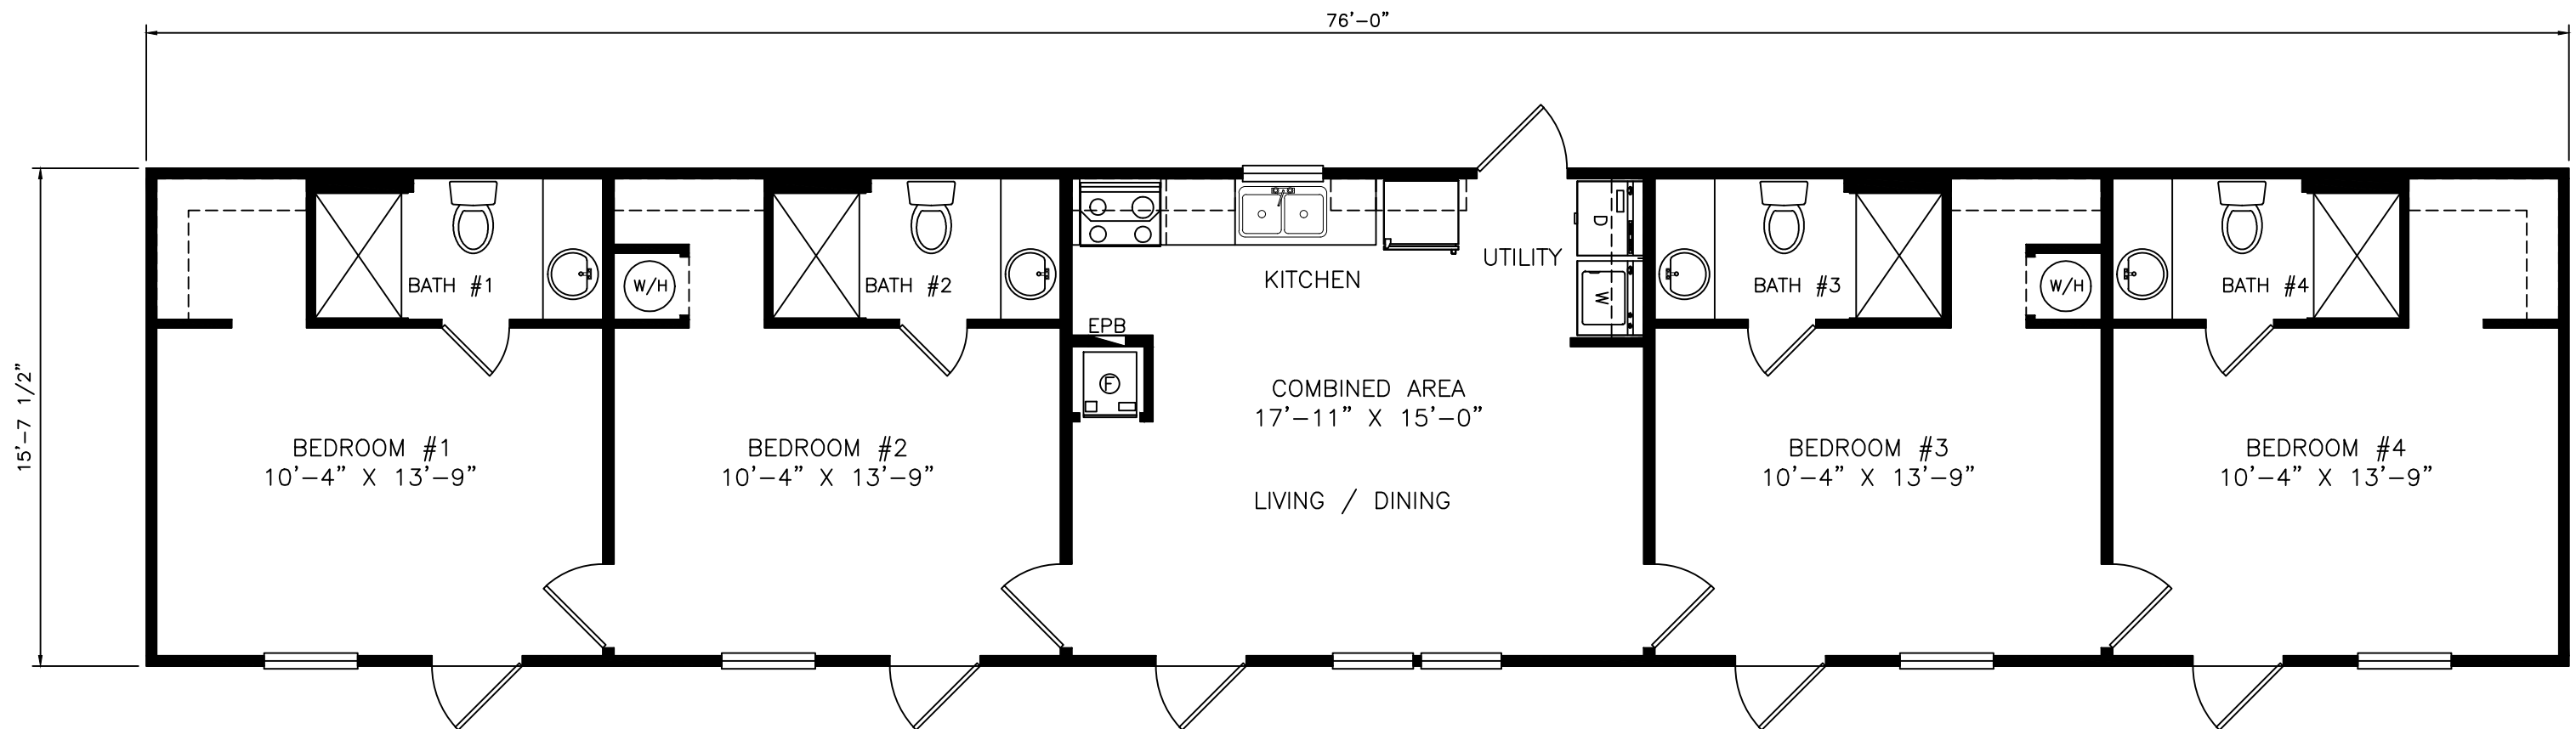 76'-0"
15'-7 1/2"
BATH #1
W/H
BATH #2
KITCHEN
UTILITY
D
W
BATH #3
W/H
BATH #4
EPB
F
COMBINED AREA
17'-11" X 15'-0"
BEDROOM #1
10'-4" X 13'-9"
BEDROOM #2
10'-4" X 13'-9"
LIVING / DINING
BEDROOM #3
10'-4" X 13'-9"
BEDROOM #4
10'-4" X 13'-9"